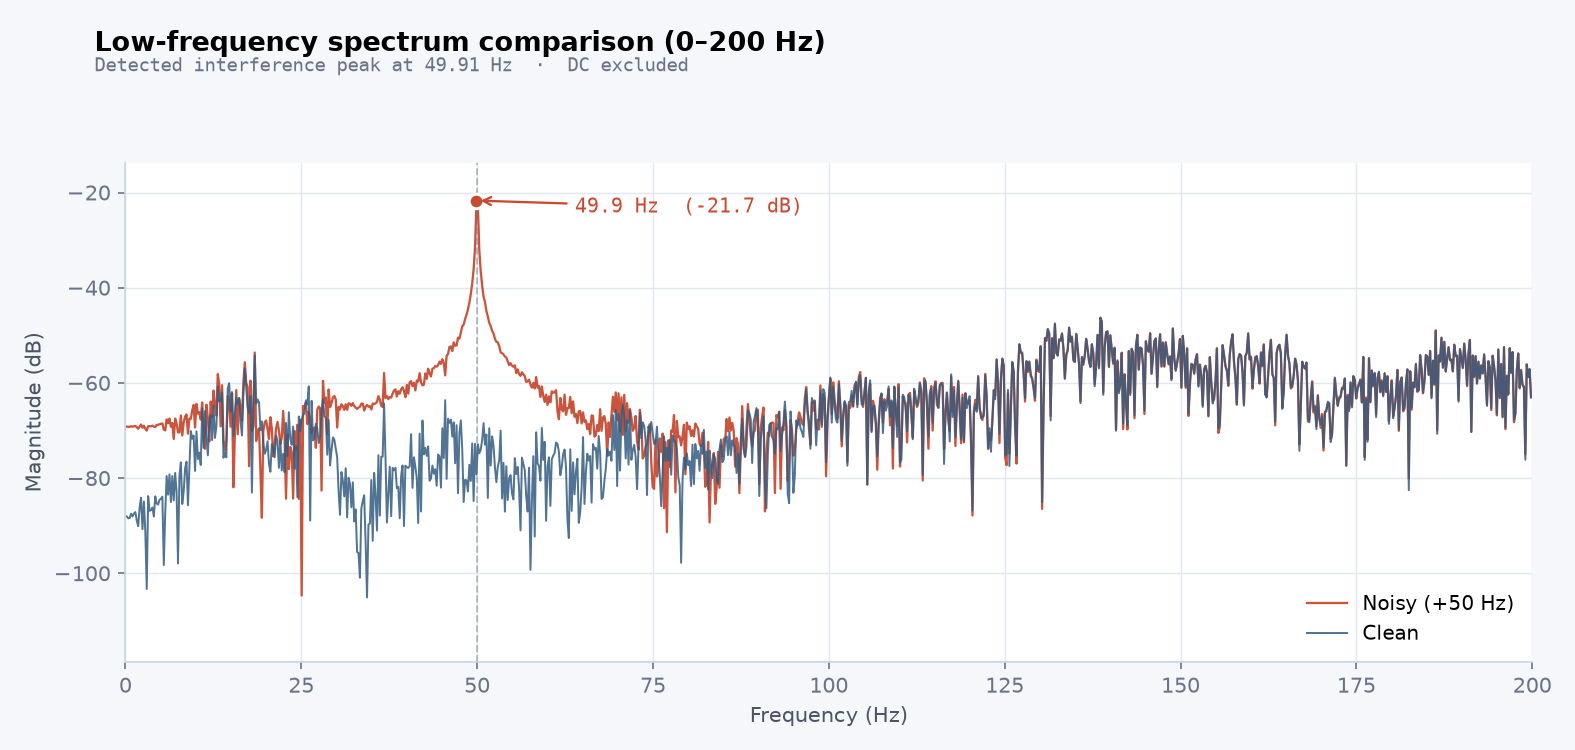 Low-frequency spectrum comparison (0–200 Hz)
Detected interference peak at 49.91 Hz  ·  DC excluded
−20
−40
−60
−80
−100
Magnitude (dB)
49.9 Hz  (-21.7 dB)
Noisy (+50 Hz)
Clean
0 25 50 75 100 125 150 175 200
Frequency (Hz)